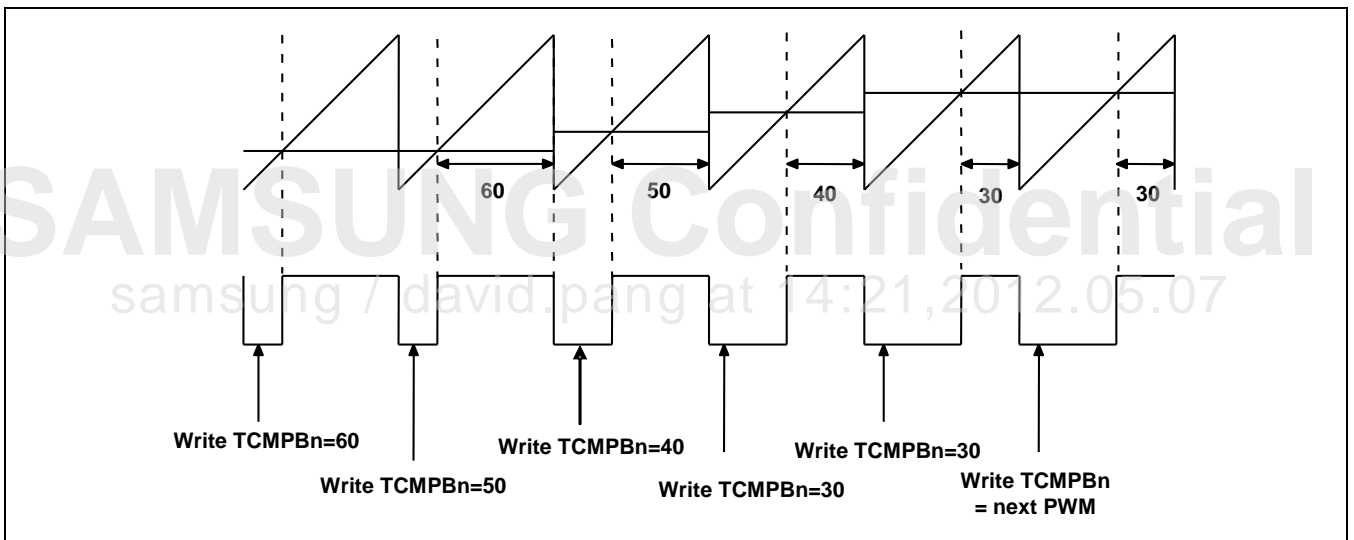 60
50
40
30
30
SAMSUNG Confidential
samsung / david.pang at 14:21,2012.05.07
Write TCMPBn=60
Write TCMPBn=50
Write TCMPBn=40
Write TCMPBn=30
Write TCMPBn=30
Write TCMPBn
= next PWM